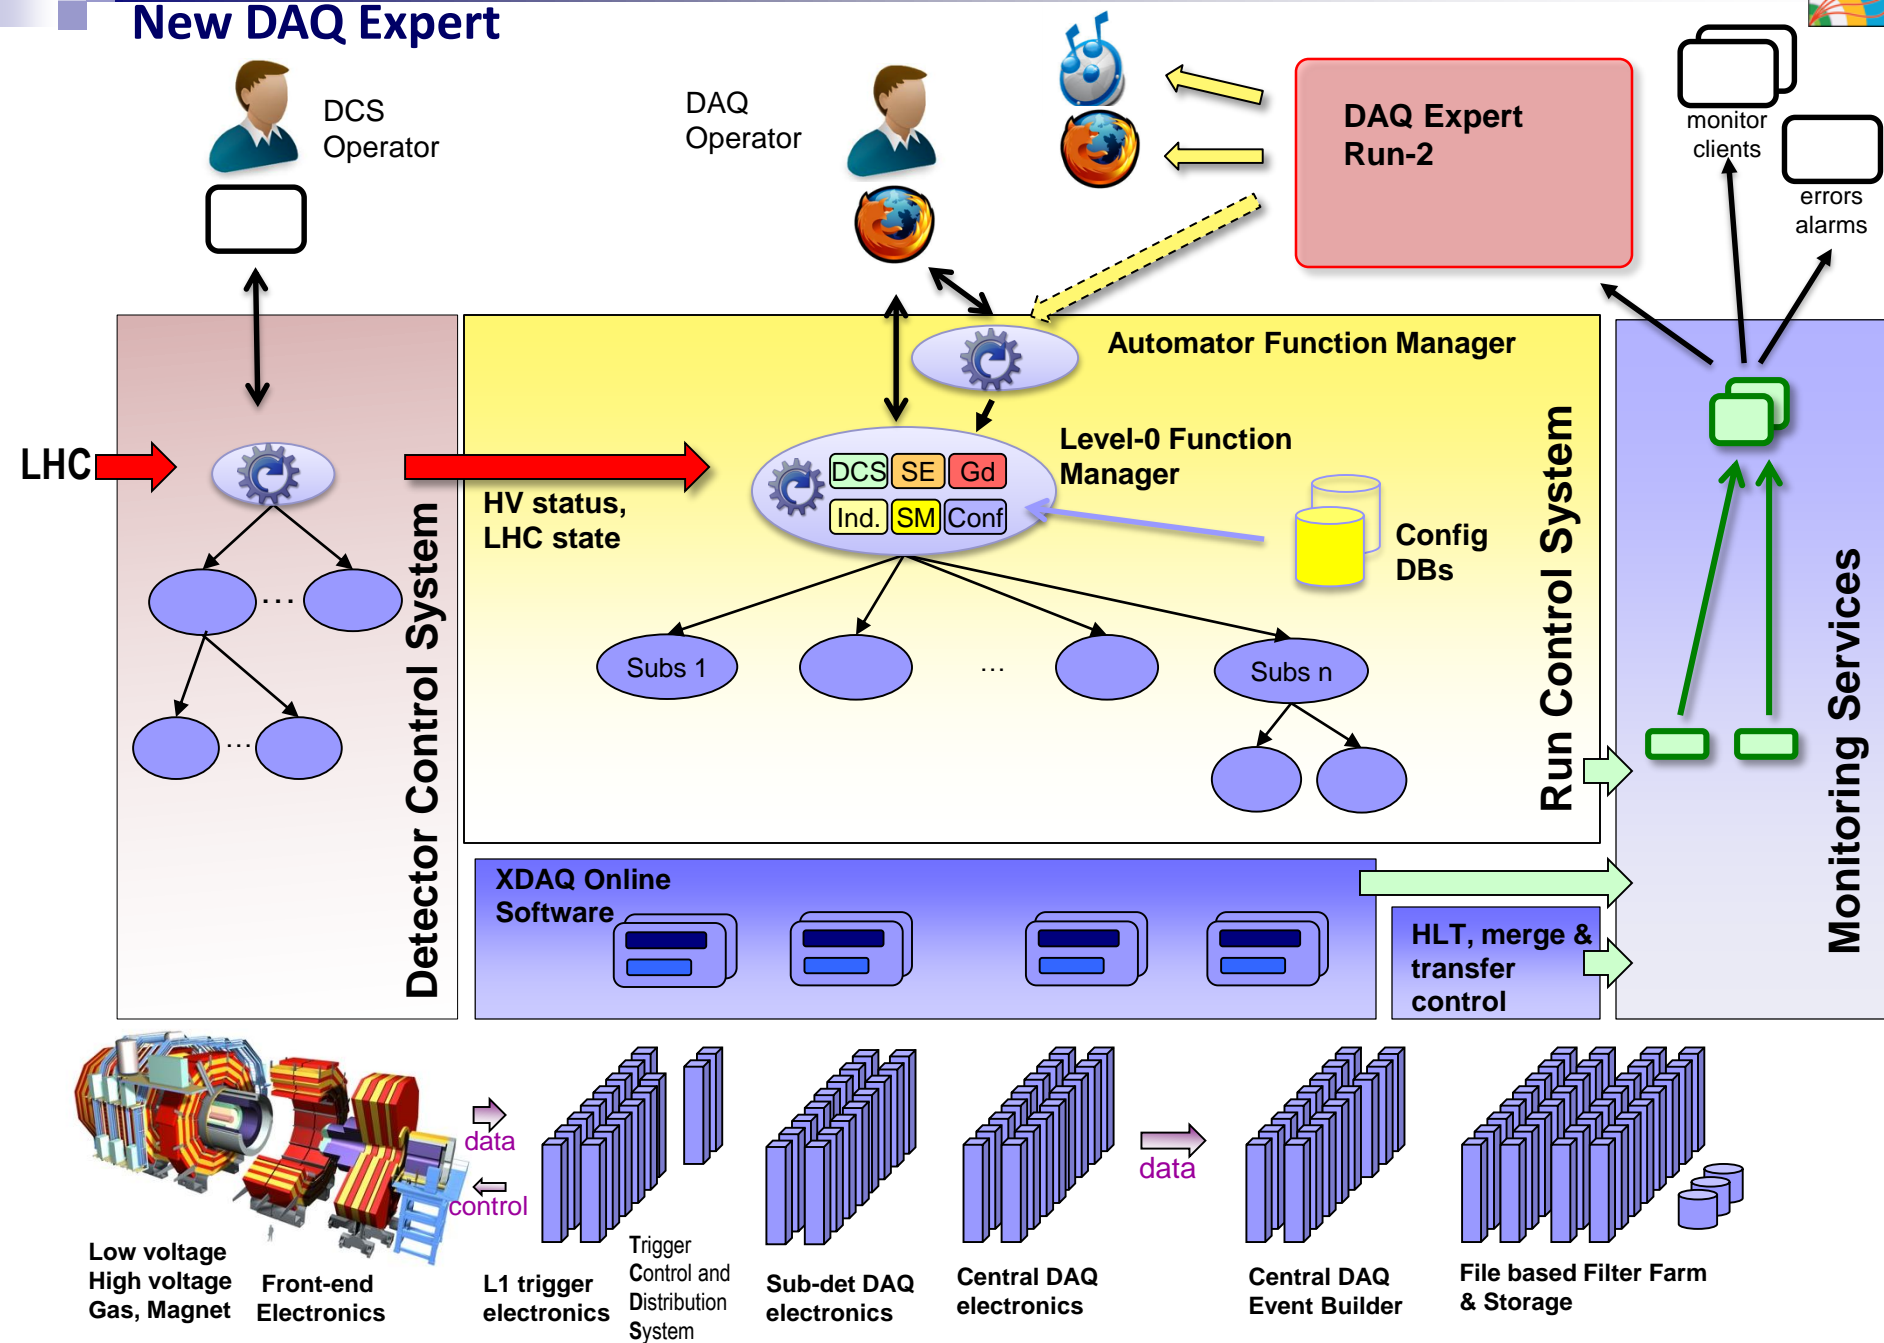 New DAQ Expert
DCS
Operator
DAQ
Operator
DAQ Expert
Run-2
monitor
clients
errors
alarms
Automator Function Manager
LHC
HV status,
LHC state
Level-0 Function
Manager
DCS SE Gd
Ind. SM Conf
Config
DBs
...
...
Subs 1
...
Subs n
Detector Control System
Run Control System
Monitoring Services
XDAQ Online
Software
HLT, merge &
transfer
control
data
control
data
Low voltage
High voltage
Gas, Magnet
Front-end
Electronics
L1 trigger
electronics
Trigger
Control and
Distribution
System
Sub-det DAQ
electronics
Central DAQ
electronics
Central DAQ
Event Builder
File based Filter Farm
& Storage